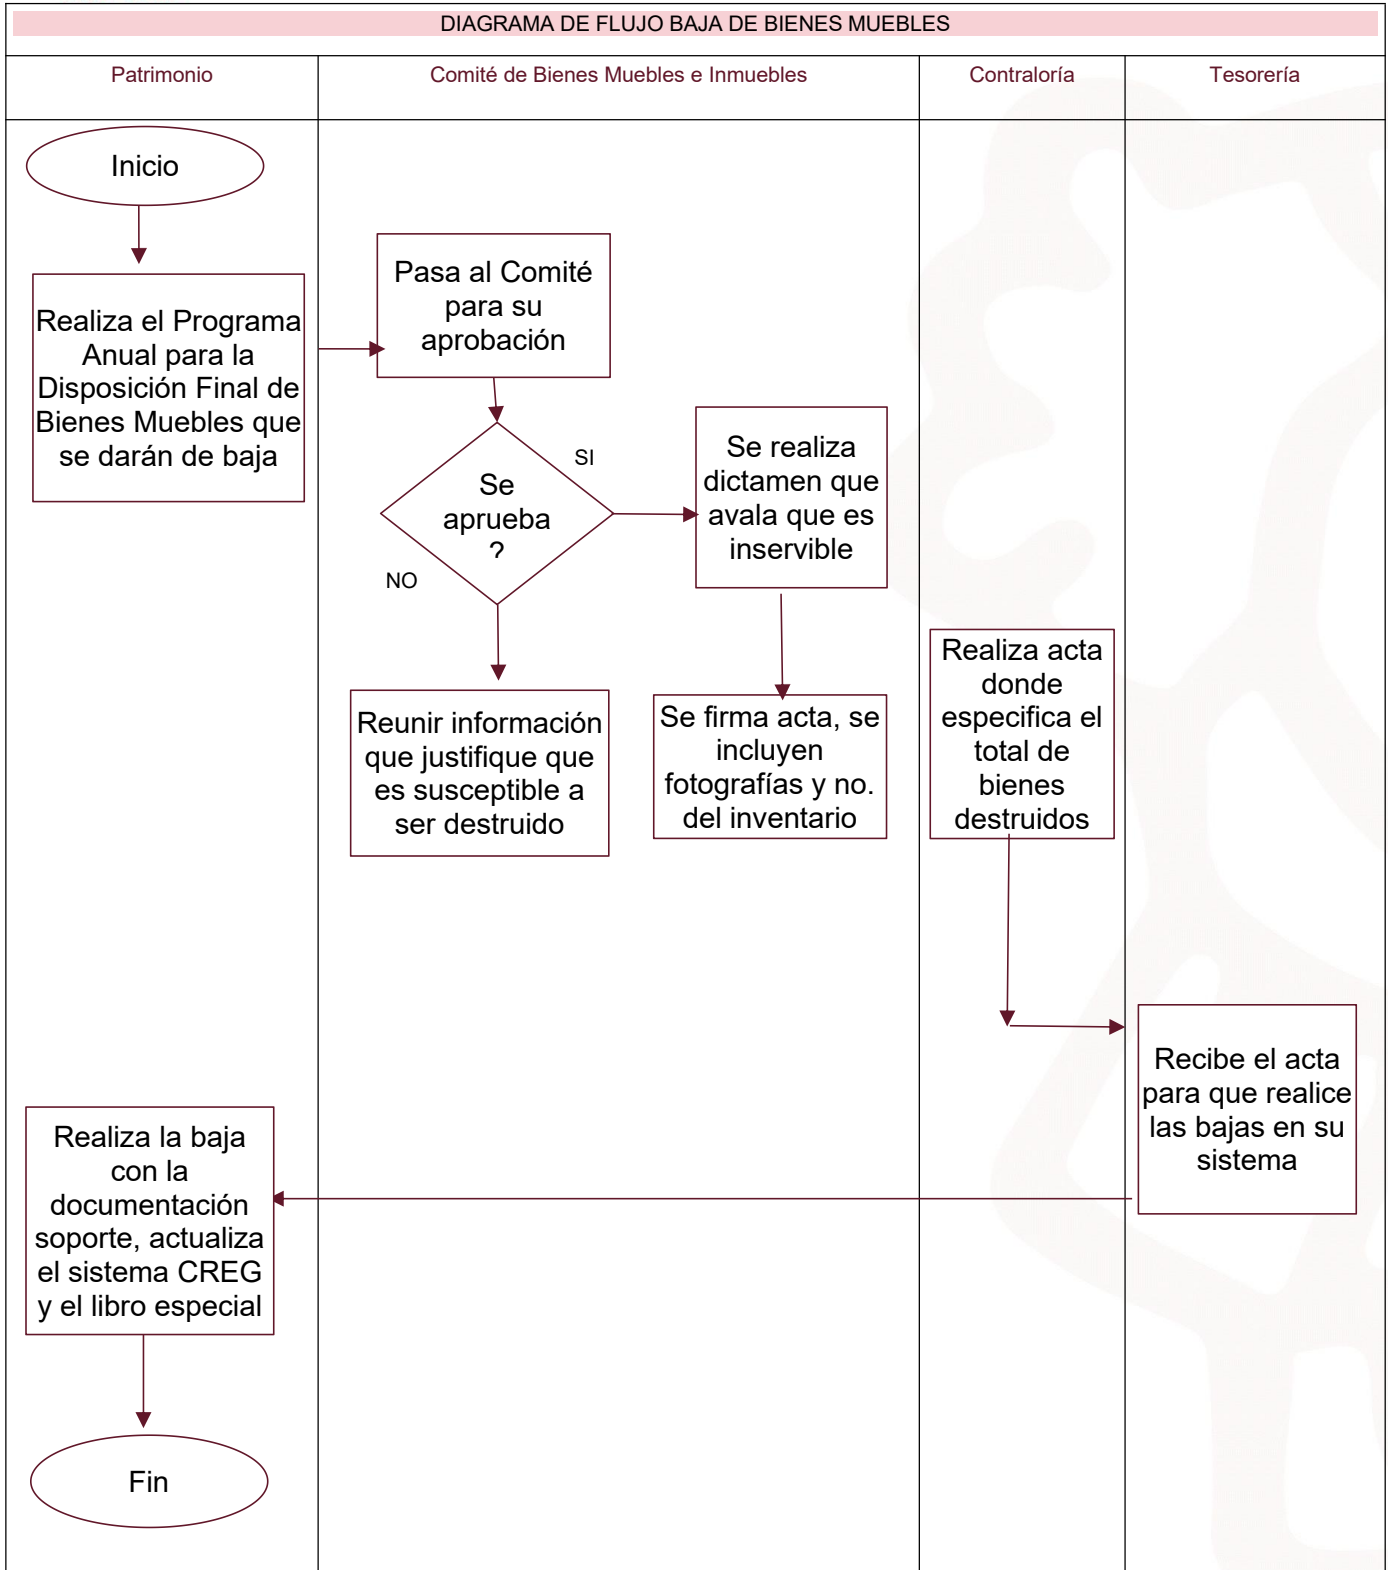 DIAGRAMA DE FLUJO BAJA DE BIENES MUEBLES
Patrimonio
Comité de Bienes Muebles e Inmuebles
Contraloría
Tesorería
Inicio
Realiza el Programa
Anual para la
Disposición Final de
Bienes Muebles que
se darán de baja
Pasa al Comité
para su
aprobación
Se
aprueba
?
SI
NO
Se realiza
dictamen que
avala que es
inservible
Reunir información
que justifique que
es susceptible a
ser destruido
Se firma acta, se
incluyen
fotografías y no.
del inventario
Realiza acta
donde
especifica el
total de
bienes
destruidos
Recibe el acta
para que realice
las bajas en su
sistema
Realiza la baja
con la
documentación
soporte, actualiza
el sistema CREG
y el libro especial
Fin